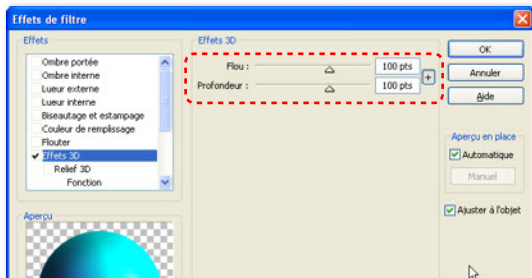 Effets de filtre
Effets
Ombre portée
Ombre interne
Lueur externe
Lueur interne
Biseautage et estampage
Couleur de remplissage
Flouter
Effets 3D
Relief 3D
Fonction
Aperçu
Effets 3D
Flou : 100 pts
Profondeur : 100 pts
OK
Annuler
Aide
Aperçu en place
Automatique
Manuel
Ajuster à l'objet